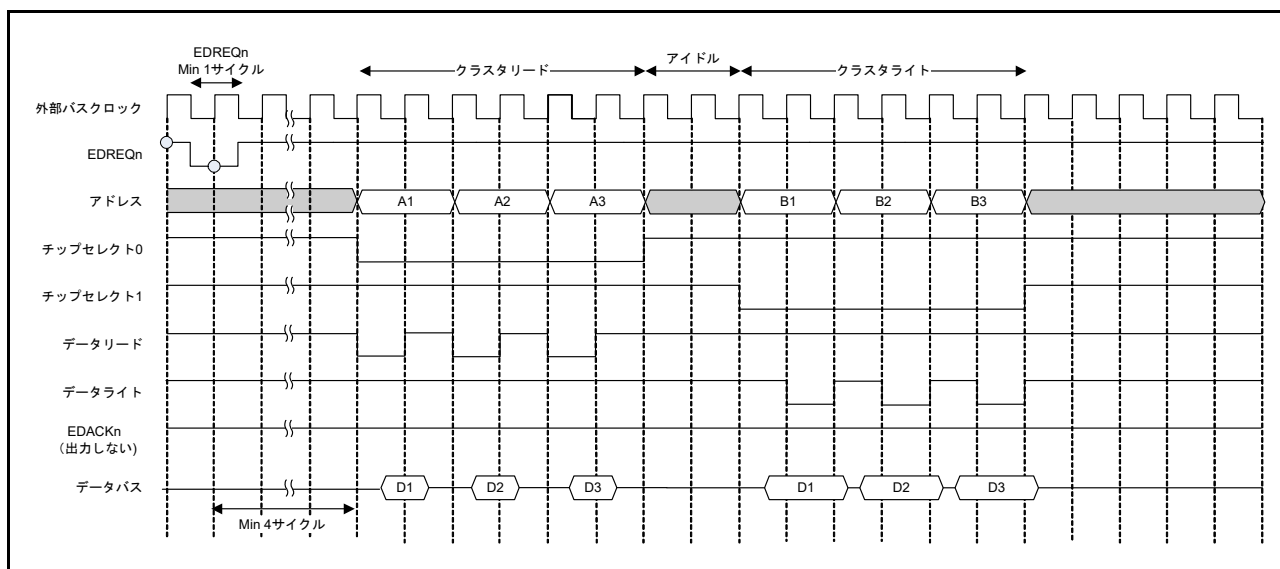 EDREQn
Min 1サイクル
クラスタリード
アイドル
クラスタライト
外部バスクロック
EDREQn
アドレス
A1
A2
A3
B1
B2
B3
チップセレクト0
チップセレクト1
データリード
データライト
EDACKn
（出力しない)
データバス
D1
D2
D3
D1
D2
D3
Min 4サイクル